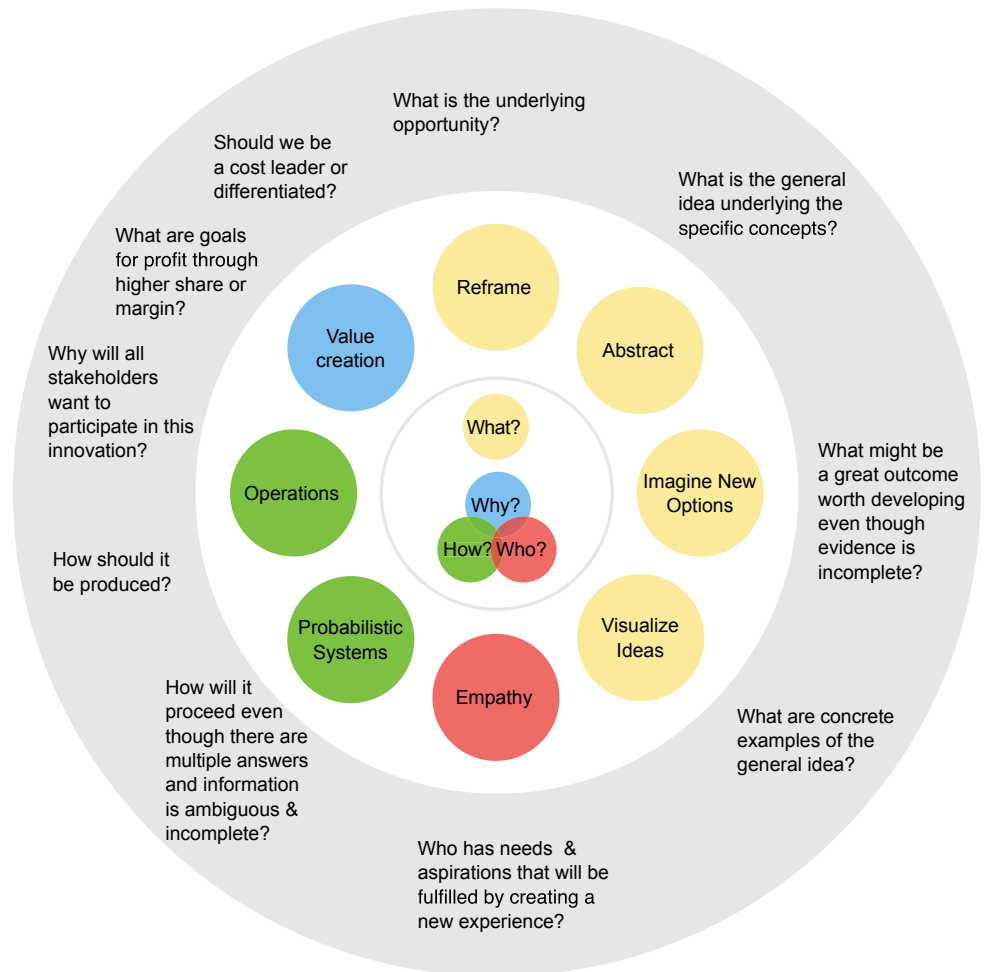 What is the underlying
opportunity?
Should we be
a cost leader or
differentiated?
What is the general
idea underlying the
specific concepts?
What are goals
for profit through
higher share or
margin?
Reframe
Value
creation
Abstract
Why will all
stakeholders
want to
participate in this
innovation?
What?
What might be
a great outcome
worth developing
even though
evidence is
incomplete?
Operations
Why?
Imagine New
Options
How?
Who?
How should it
be produced?
Probabilistic
Systems
Visualize
Ideas
Empathy
How will it
proceed even
though there are
multiple answers
and information
is ambiguous &
incomplete?
What are concrete
examples of the
general idea?
Who has needs &
aspirations that will be
fulfilled by creating a
new experience?